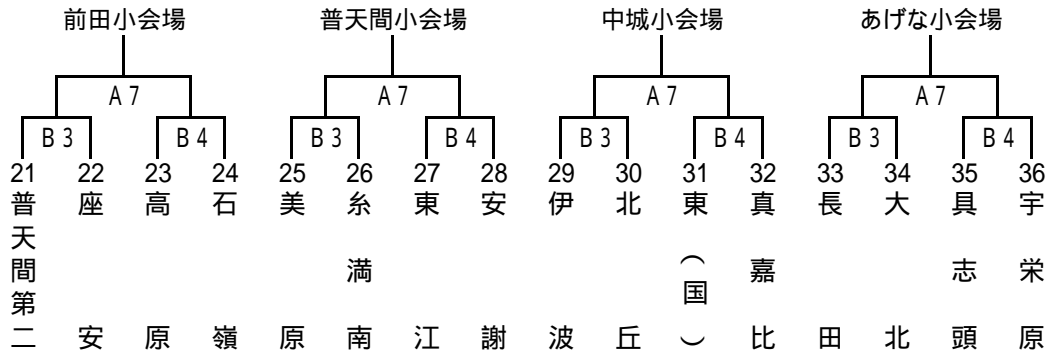 前田小会場
普天間小会場
中城小会場
あげな小会場
A7
A7
A7
A7
B3
B4
B3
B4
B3
B4
B3
B4
21
22
23
24
25
26
27
28
29
30
31
32
33
34
35
36
普天間第二
座安
高原
石嶺
美原
糸満南
東江
安謝
伊波
北丘
東(国)
真嘉比
長田
大北
具志頭
宇栄原